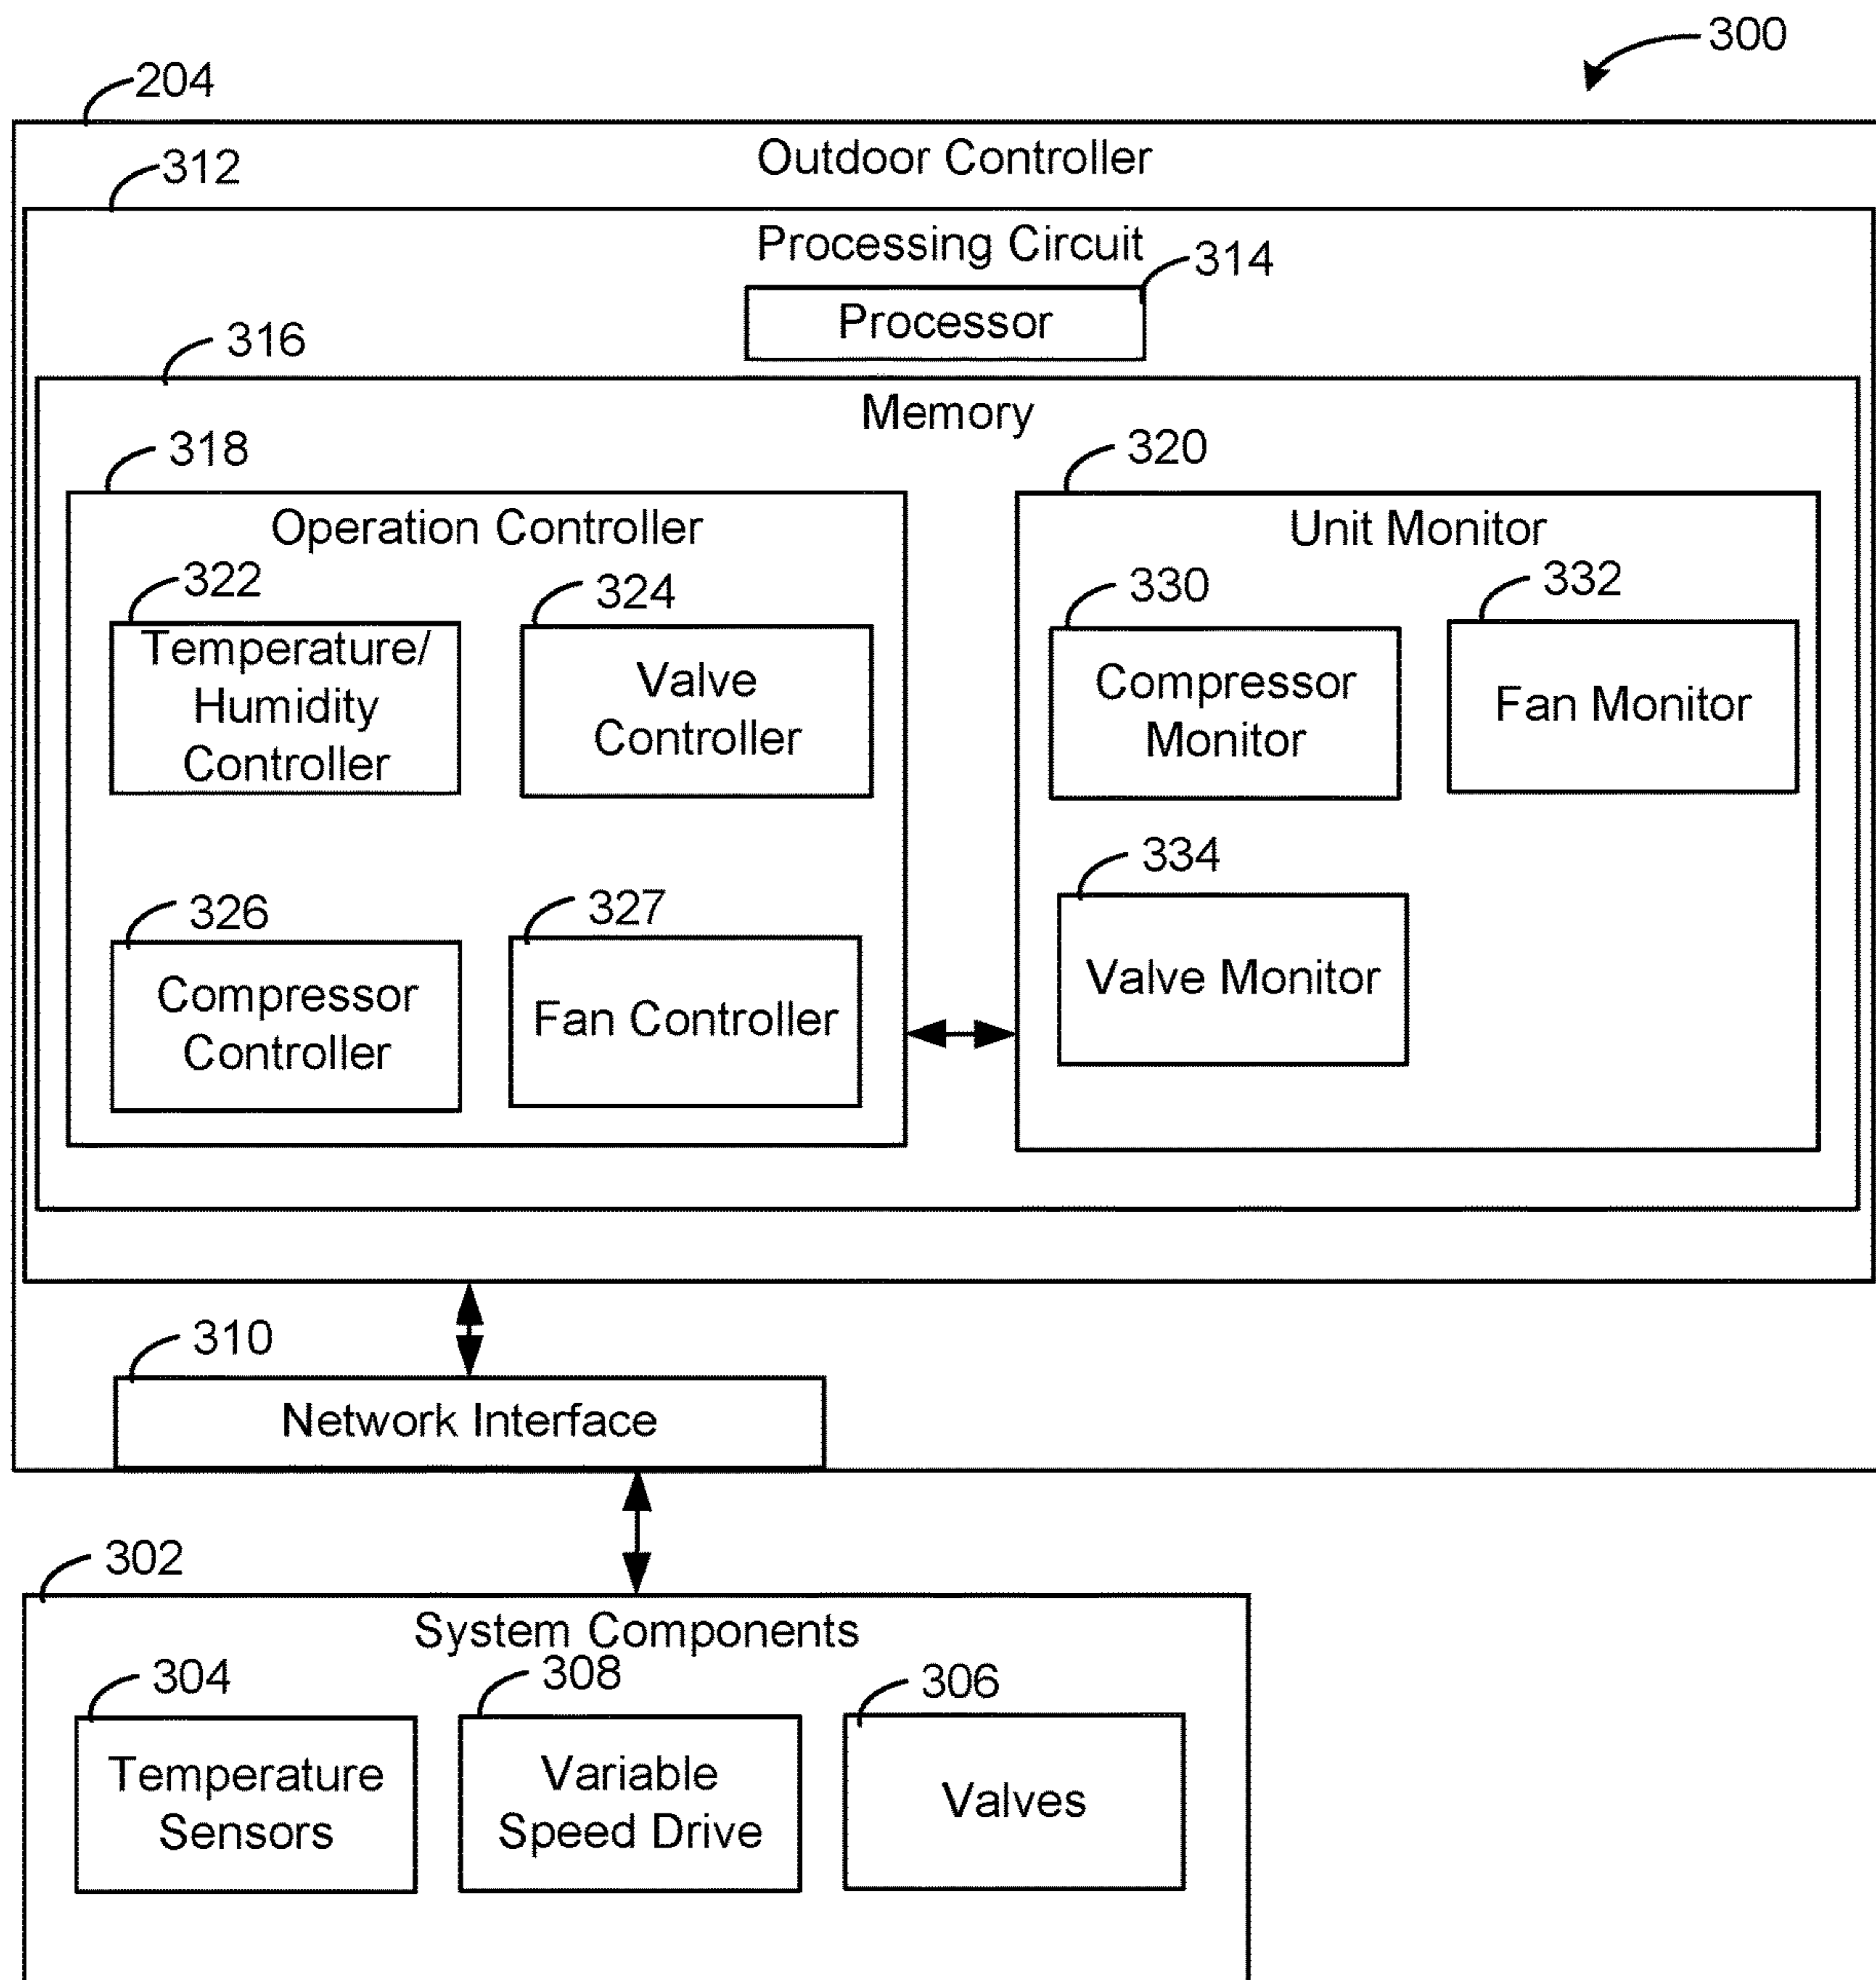 300
204
Outdoor Controller
312
Processing Circuit
314
Processor
316
Memory
318
320
Operation Controller
Unit Monitor
322
324
330
332
Temperature/
Humidity
Controller
Valve
Controller
Compressor
Monitor
Fan Monitor
334
Valve Monitor
326
327
Compressor
Controller
Fan Controller
310
Network Interface
302
System Components
304
308
306
Temperature
Sensors
Variable
Speed Drive
Valves